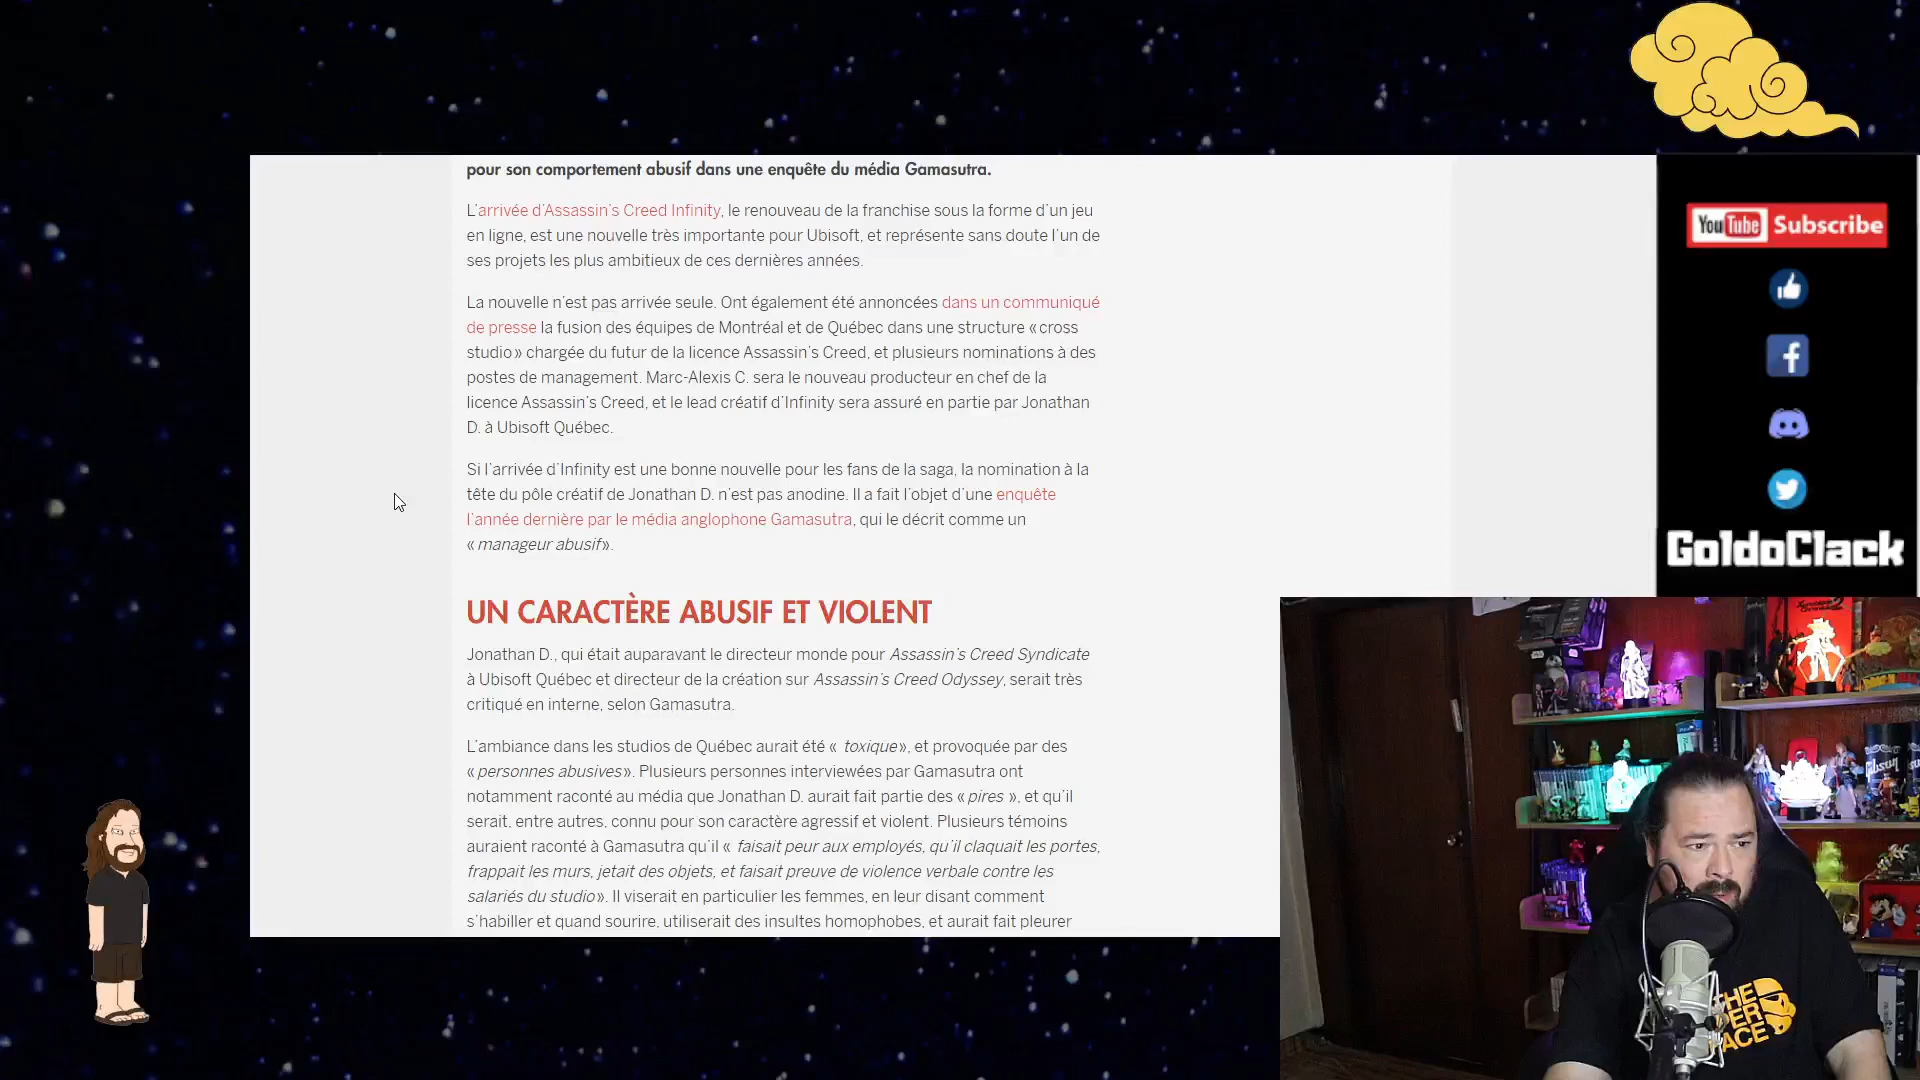 pour son comportement abusif dans une enquête du média Gamasutra.
L’arrivée d’Assassin’s Creed Infinity, le renouveau de la franchise sous la forme d’un jeu
en ligne, est une nouvelle très importante pour Ubisoft, et représente sans doute l’un de
ses projets les plus ambitieux de ces dernières années.
La nouvelle n’est pas arrivée seule. Ont également été annoncées dans un communiqué
de presse la fusion des équipes de Montréal et de Québec dans une structure « cross
studio » chargée du futur de la licence Assassin’s Creed, et plusieurs nominations à des
postes de management. Marc-Alexis C. sera le nouveau producteur en chef de la
licence Assassin’s Creed, et le lead créatif d’Infinity sera assuré en partie par Jonathan
D. à Ubisoft Québec.
Si l’arrivée d’Infinity est une bonne nouvelle pour les fans de la saga, la nomination à la
tête du pôle créatif de Jonathan D. n’est pas anodine. Il a fait l’objet d’une enquête
l’année dernière par le média anglophone Gamasutra, qui le décrit comme un
« manageur abusif ».
UN CARACTÈRE ABUSIF ET VIOLENT
Jonathan D., qui était auparavant le directeur monde pour Assassin’s Creed Syndicate
à Ubisoft Québec et directeur de la création sur Assassin’s Creed Odyssey, serait très
critiqué en interne, selon Gamasutra.
L’ambiance dans les studios de Québec aurait été « toxique », et provoquée par des
« personnes abusives ». Plusieurs personnes interviewées par Gamasutra ont
notamment raconté au média que Jonathan D. aurait fait partie des « pires », et qu’il
serait, entre autres, connu pour son caractère agressif et violent. Plusieurs témoins
auraient raconté à Gamasutra qu’il « faisait peur aux employés, qu’il claquait les portes,
frappait les murs, jetait des objets, et faisait preuve de violence verbale contre les
salariés du studio ». Il viserait en particulier les femmes, en leur disant comment
s’habiller et quand sourire, utiliserait des insultes homophobes, et aurait fait pleurer
YouTube Subscribe
GoldoClack